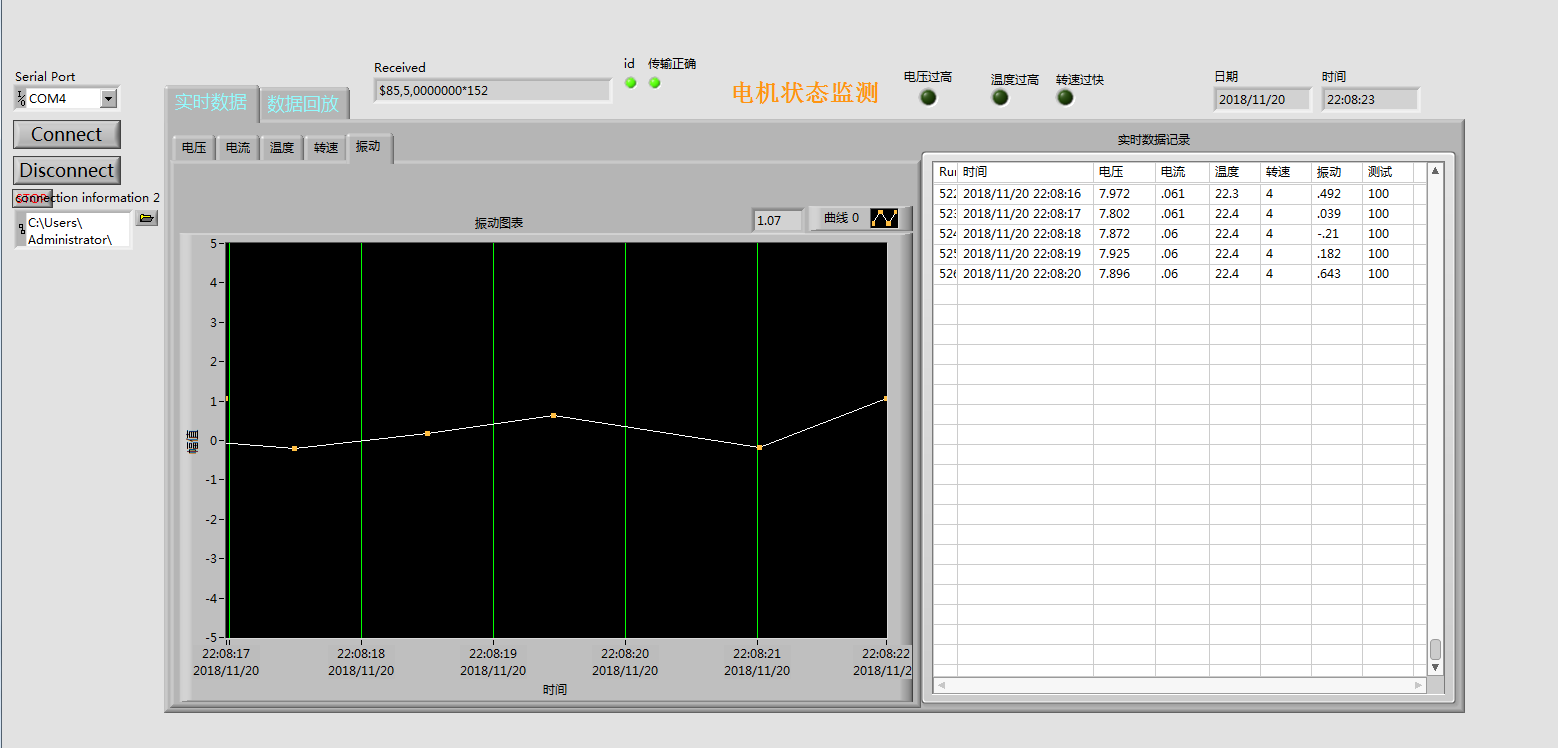 Serial Port
COM4
Connect
Disconnect
STOP
connection information 2
C:\Users\
Administrator\
Received
$85,5,0000000*152
id
传输正确
电机状态监测
电压过高
温度过高
转速过快
日期
2018/11/20
时间
22:08:23
实时数据
数据回放
电压
电流
温度
转速
振动
振动图表
1.07
曲线 0
5
4
3
2
1
0
-1
-2
-3
-4
-5
幅值
22:08:17
2018/11/20
22:08:18
2018/11/20
22:08:19
2018/11/20
22:08:20
2018/11/20
22:08:21
2018/11/20
22:08:22
2018/11/2
时间
实时数据记录
Run 时间 电压 电流 温度 转速 振动 测试
522 2018/11/20 22:08:16 7.972 .061 22.3 4 .492 100
523 2018/11/20 22:08:17 7.802 .061 22.4 4 .039 100
524 2018/11/20 22:08:18 7.872 .06 22.4 4 -.21 100
525 2018/11/20 22:08:19 7.925 .06 22.4 4 .182 100
526 2018/11/20 22:08:20 7.896 .06 22.4 4 .643 100